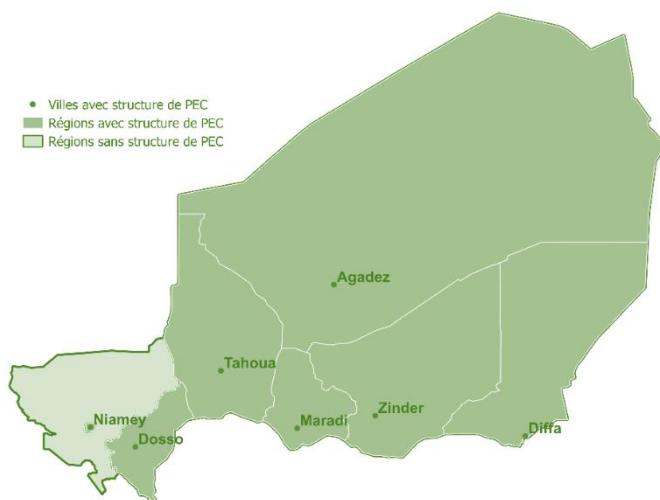 Villes avec structure de PEC
Régions avec structure de PEC
Régions sans structure de PEC
Agadez
Tahoua
Zinder
Maradi
Niamey
Diffa
Dosso